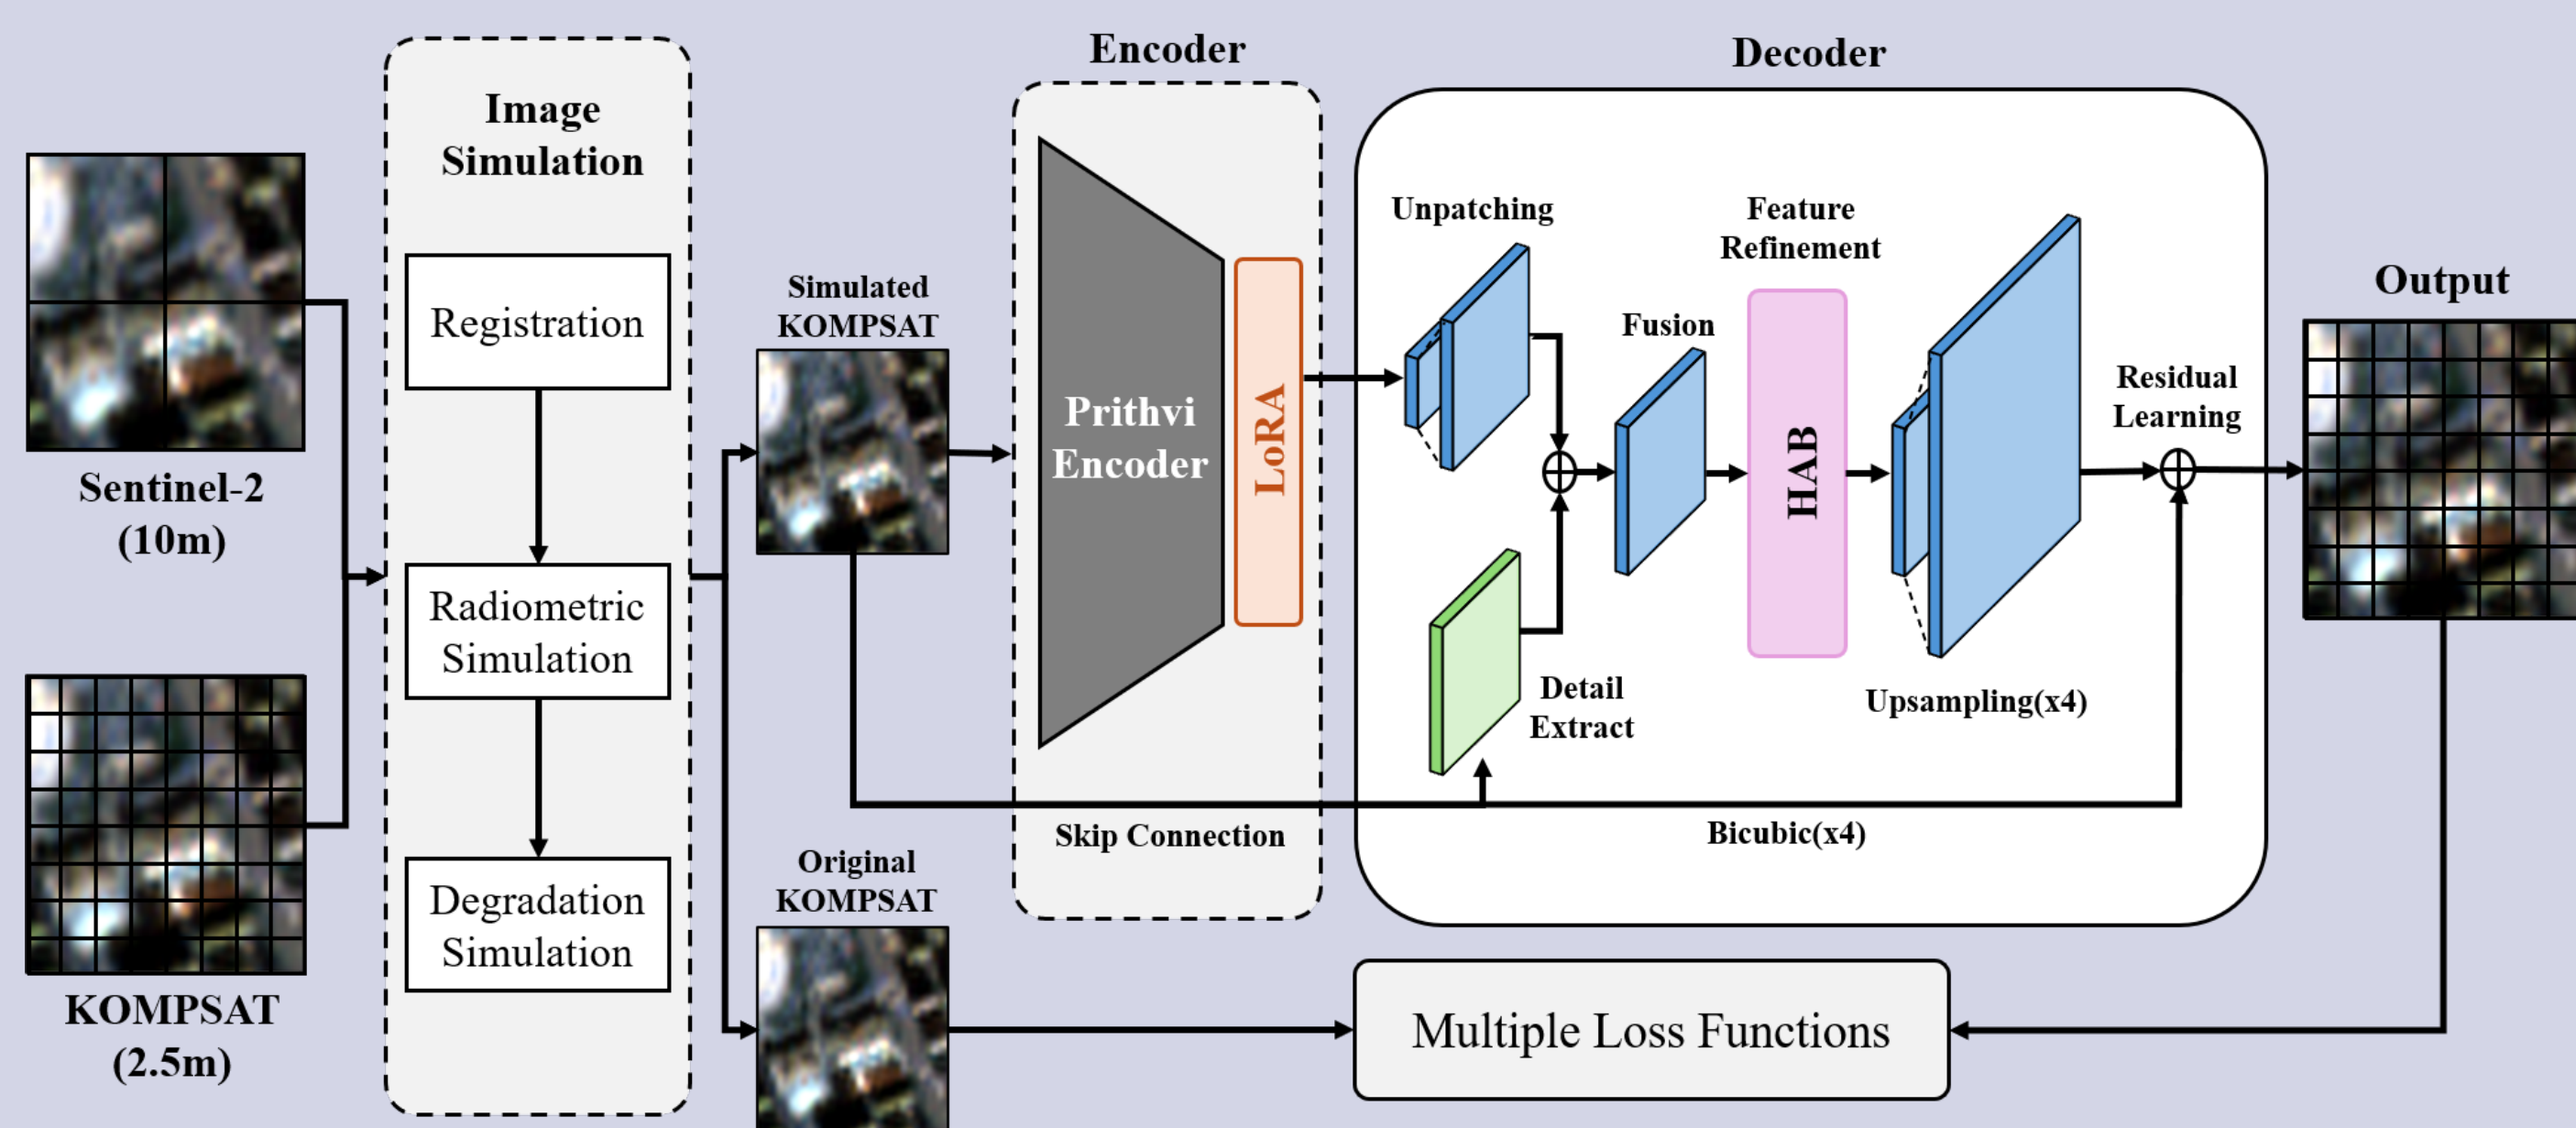 Sentinel-2
(10m)
KOMPSAT
(2.5m)
Image
Simulation
Registration
Radiometric
Simulation
Degradation
Simulation
Simulated
KOMPSAT
Original
KOMPSAT
Encoder
Prithvi
Encoder
LoRA
Skip Connection
Decoder
Unpatching
Detail
Extract
Fusion
Feature
Refinement
HAB
Upsampling(x4)
Residual
Learning
Bicubic(x4)
Output
Multiple Loss Functions